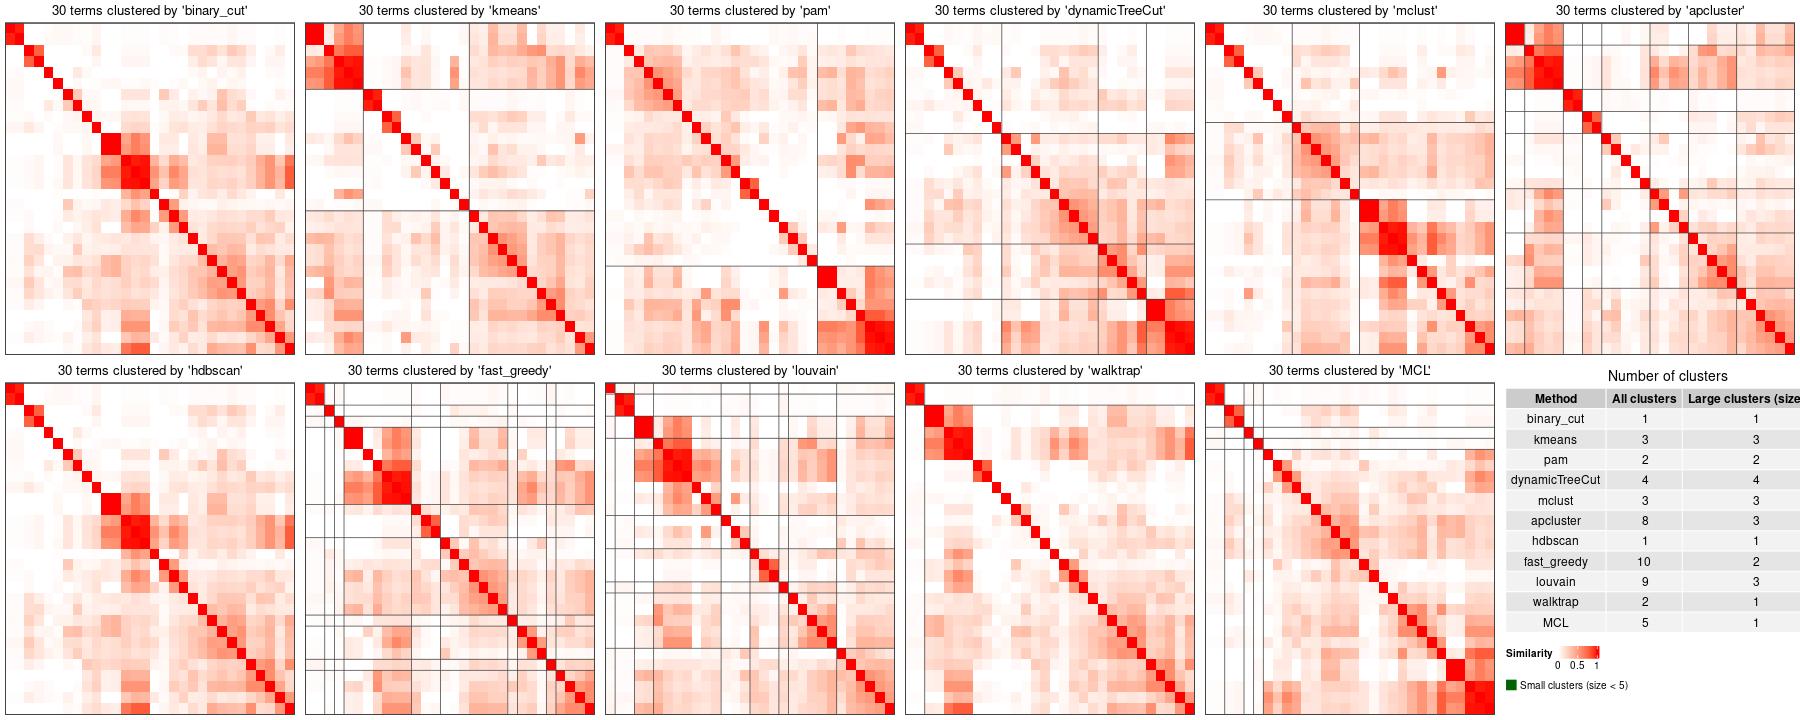 30 terms clustered by 'binary_cut'
30 terms clustered by 'kmeans'
30 terms clustered by 'pam'
30 terms clustered by 'dynamicTreeCut'
30 terms clustered by 'mclust'
30 terms clustered by 'apcluster'
30 terms clustered by 'hdbscan'
30 terms clustered by 'fast_greedy'
30 terms clustered by 'louvain'
30 terms clustered by 'walktrap'
30 terms clustered by 'MCL'
Number of clusters
Method All clusters Large clusters (size
binary_cut 1 1
kmeans 3 3
pam 2 2
dynamicTreeCut 4 4
mclust 3 3
apcluster 8 3
hdbscan 1 1
fast_greedy 10 2
louvain 9 3
walktrap 2 1
MCL 5 1
Similarity
0 0.5 1
Small clusters (size < 5)